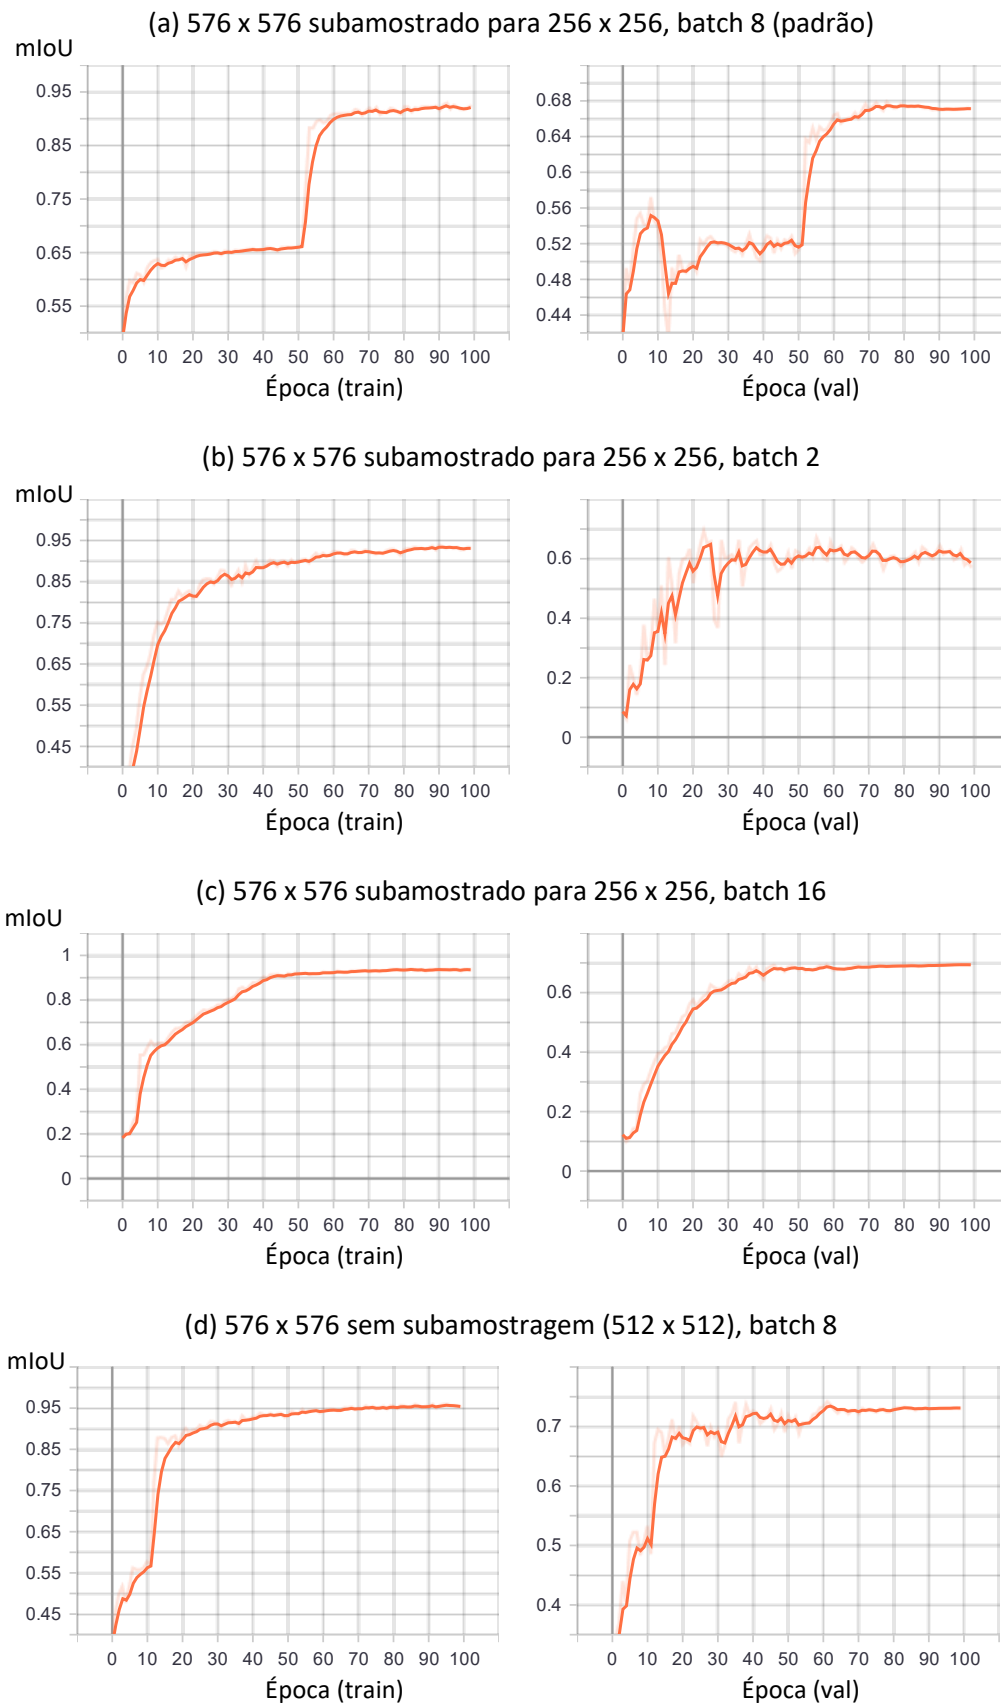 (a) 576 x 576 subamostrado para 256 x 256, batch 8 (padrão)
mIoU
0.95
0.85
0.75
0.65
0.55
0 10 20 30 40 50 60 70 80 90 100
Época (train)
0.68
0.64
0.6
0.56
0.52
0.48
0.44
0 10 20 30 40 50 60 70 80 90 100
Época (val)
(b) 576 x 576 subamostrado para 256 x 256, batch 2
mIoU
0.95
0.85
0.75
0.65
0.55
0.45
0 10 20 30 40 50 60 70 80 90 100
Época (train)
0.6
0.4
0.2
0
0 10 20 30 40 50 60 70 80 90 100
Época (val)
(c) 576 x 576 subamostrado para 256 x 256, batch 16
mIoU
1
0.8
0.6
0.4
0.2
0
0 10 20 30 40 50 60 70 80 90 100
Época (train)
0.6
0.4
0.2
0
0 10 20 30 40 50 60 70 80 90 100
Época (val)
(d) 576 x 576 sem subamostragem (512 x 512), batch 8
mIoU
0.95
0.85
0.75
0.65
0.55
0.45
0 10 20 30 40 50 60 70 80 90 100
Época (train)
0.7
0.6
0.5
0.4
0 10 20 30 40 50 60 70 80 90 100
Época (val)